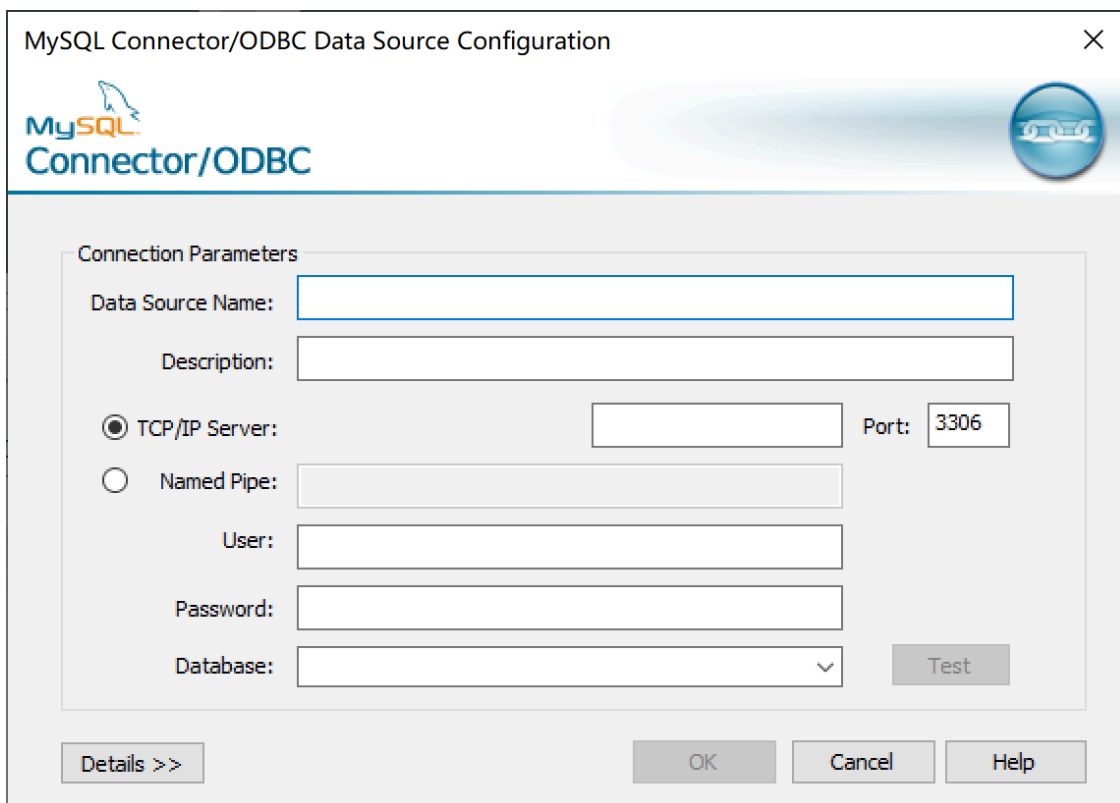 MySQL Connector/ODBC Data Source Configuration
MySQL
Connector/ODBC
Connection Parameters
Data Source Name:
Description:
TCP/IP Server: Port: 3306
Named Pipe:
User:
Password:
Database: Test
Details >> OK Cancel Help